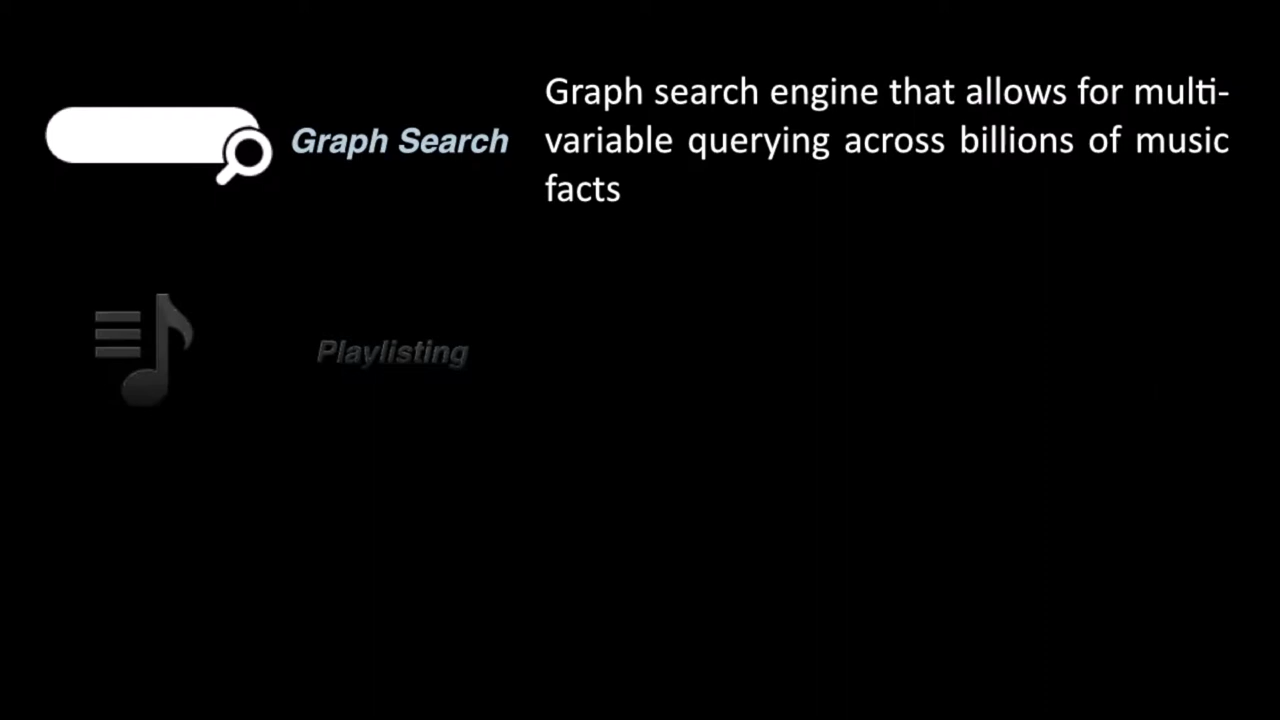 Graph Search
Graph search engine that allows for multi-
variable querying across billions of music
facts
Playlisting